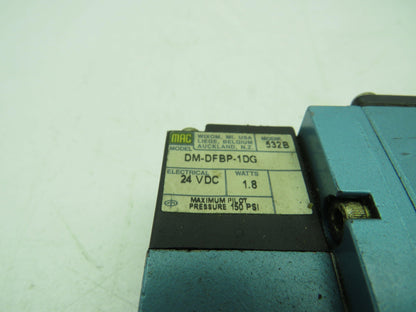 MAC
WIXOM, MI. USA
LIEGE, BELGIUM
AUCKLAND, N.Z.
532B
MODEL
DM-DFBP-1DG
ELECTRICAL WATTS
24 VDC 1.8
MAXIMUM PILOT
PRESSURE 150 PSI